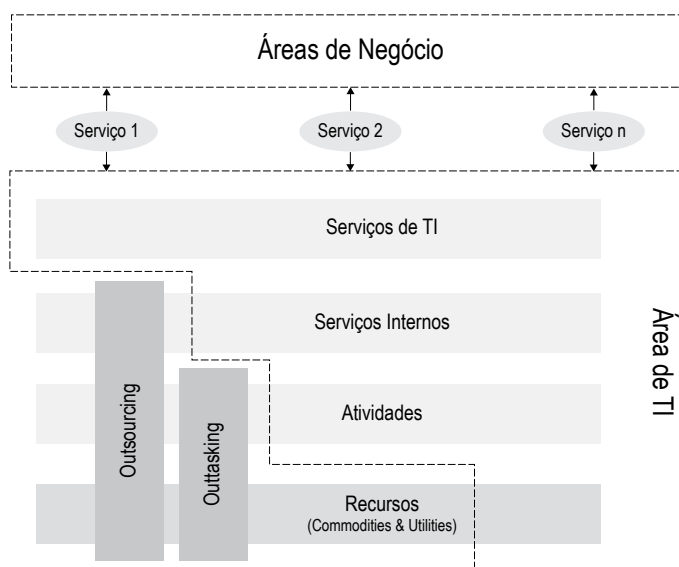 Áreas de Negócio
Serviço 1
Serviço 2
Serviço n
Serviços de TI
Serviços Internos
Atividades
Recursos
(Commodities & Utilities)
Outsourcing
Outtasking
Área de TI